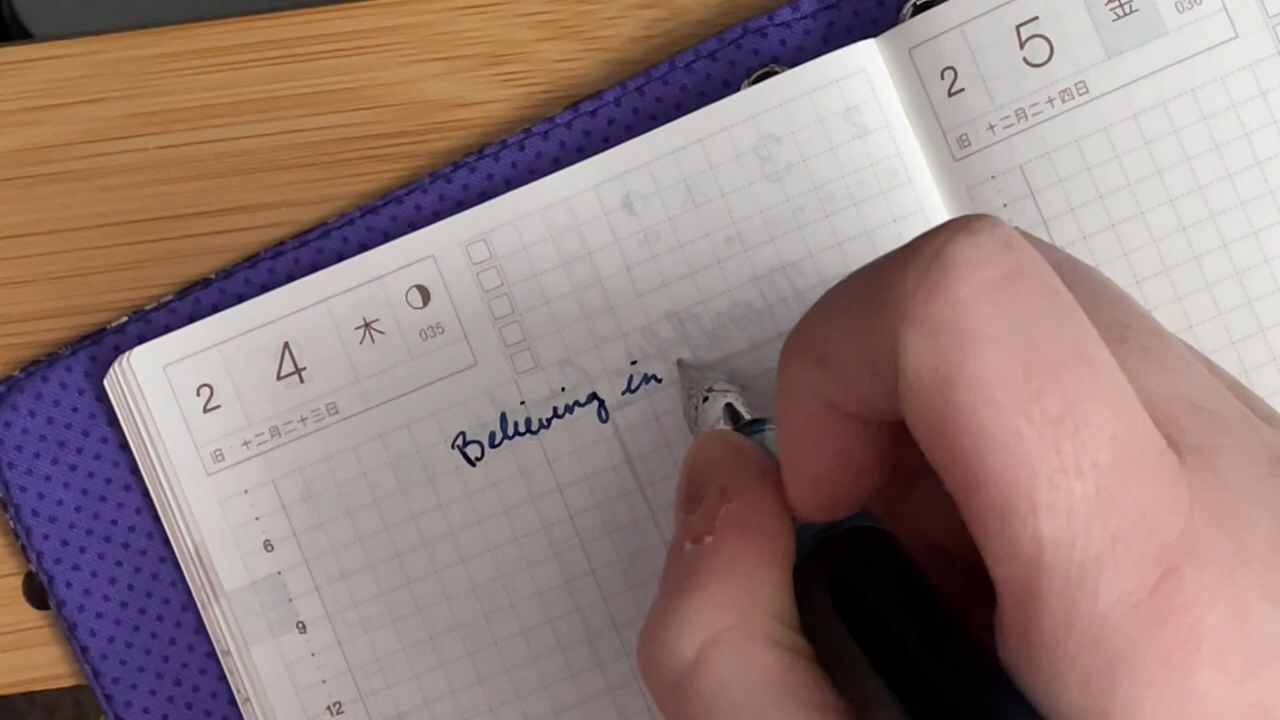 2 4 木 035
旧 十二月二十三日
2 5 金 036
旧 十二月二十四日
Believing in
6
9
12